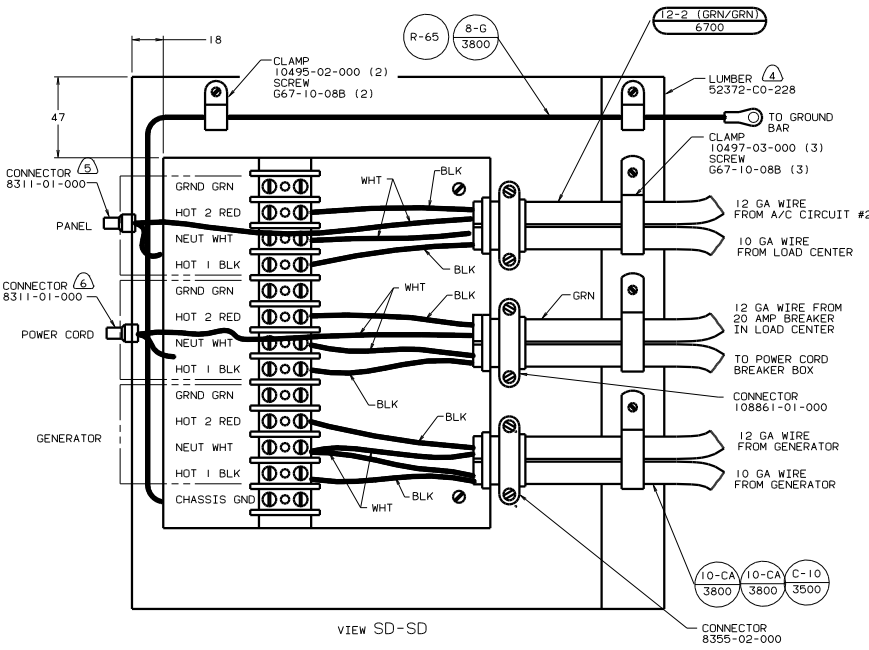 18
CLAMP
10495-02-000 (2)
SCREW
G67-10-08B (2)
R-65
8-G
3800
12-2 (GRN/GRN)
6700
LUMBER 4
52372-C0-228
47
TO GROUND
BAR
CLAMP
10497-03-000 (3)
SCREW
G67-10-08B (3)
CONNECTOR 5
8311-01-000
PANEL
GRND GRN
HOT 2 RED
NEUT WHT
HOT 1 BLK
WHT
BLK
BLK
12 GA WIRE
FROM A/C CIRCUIT #2
10 GA WIRE
FROM LOAD CENTER
CONNECTOR 6
8311-01-000
POWER CORD
GRND GRN
HOT 2 RED
NEUT WHT
HOT 1 BLK
WHT
BLK
GRN
BLK
12 GA WIRE FROM
20 AMP BREAKER
IN LOAD CENTER
TO POWER CORD
BREAKER BOX
CONNECTOR
108861-01-000
GENERATOR
GRND GRN
HOT 2 RED
NEUT WHT
HOT 1 BLK
CHASSIS GND
BLK
BLK
WHT
12 GA WIRE
FROM GENERATOR
10 GA WIRE
FROM GENERATOR
10-CA
3800
10-CA
3800
C-10
3500
CONNECTOR
8355-02-000
VIEW SD-SD